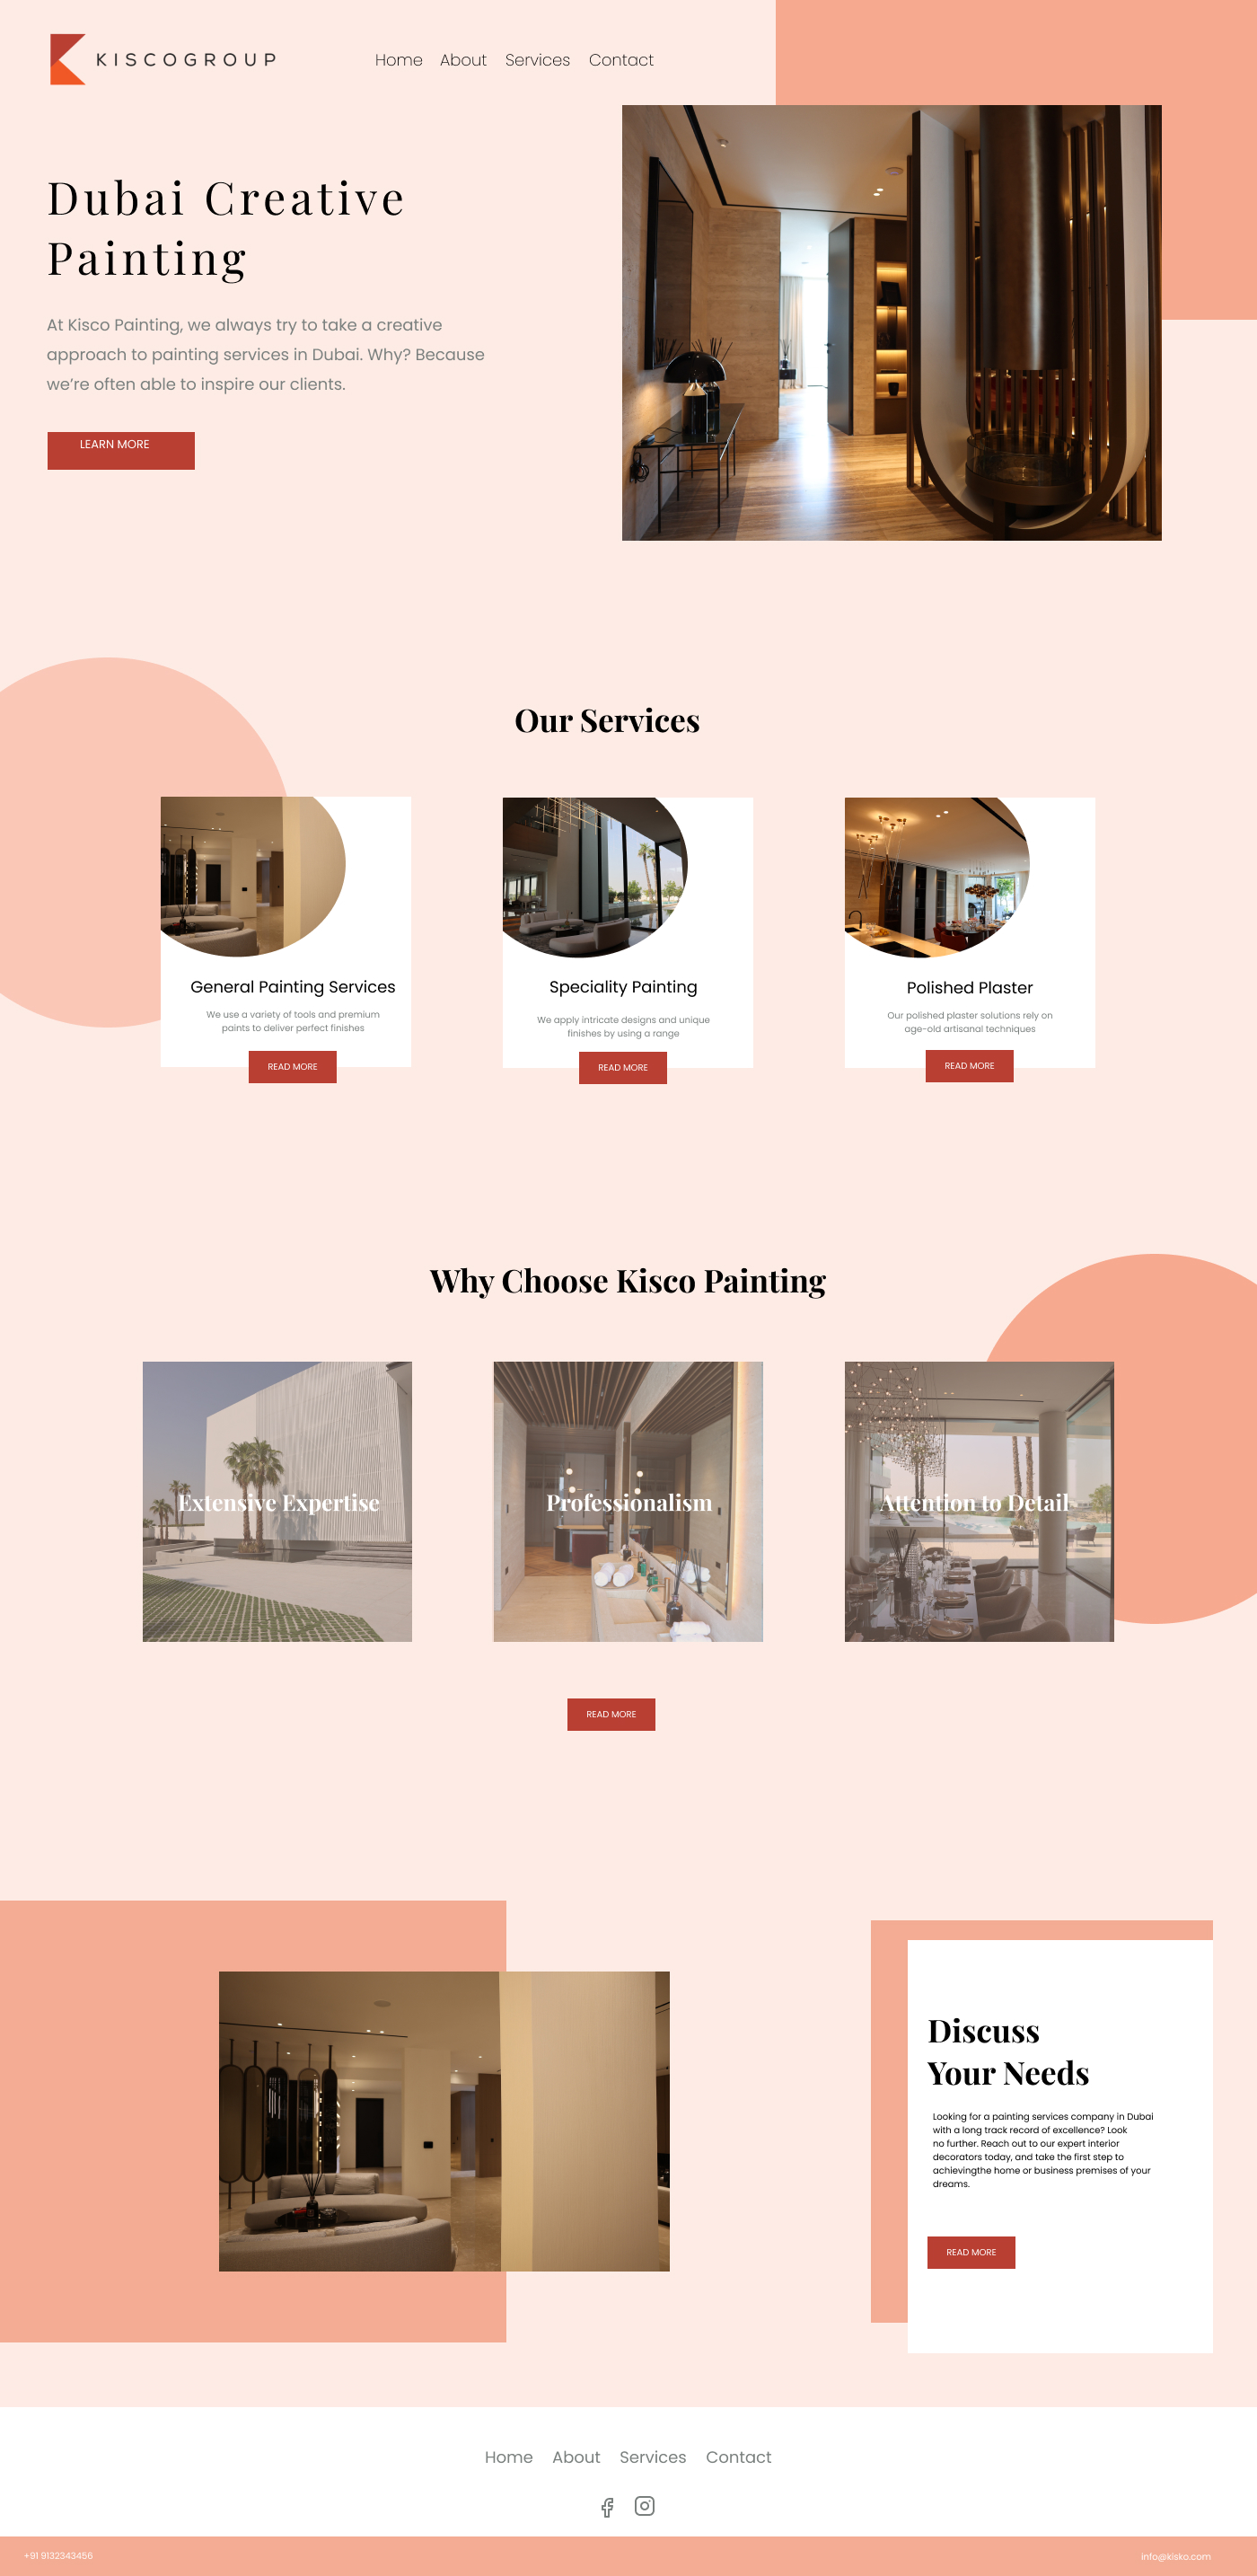 KISCOGROUP
Home About Services Contact
Dubai Creative
Painting
At Kisco Painting, we always try to take a creative
approach to painting services in Dubai. Why? Because
we’re often able to inspire our clients.
LEARN MORE
Our Services
General Painting Services
We use a variety of tools and premium
paints to deliver perfect finishes
READ MORE
Speciality Painting
We apply intricate designs and unique
finishes by using a range
READ MORE
Polished Plaster
Our polished plaster solutions rely on
age-old artisanal techniques
READ MORE
Why Choose Kisco Painting
Extensive Expertise
Professionalism
Attention to Detail
READ MORE
Discuss
Your Needs
Looking for a painting services company in Dubai
with a long track record of excellence? Look
no further. Reach out to our expert interior
decorators today, and take the first step to
achievingthe home or business premises of your
dreams.
READ MORE
Home About Services Contact
+91 9132343456
info@kisko.com